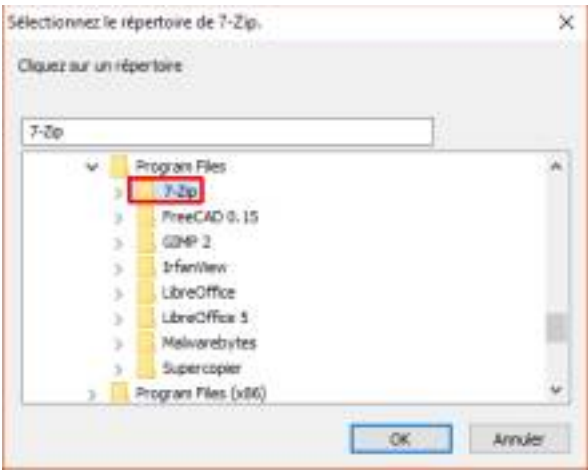 Sélectionnez le répertoire de 7-Zip.
Cliquez sur un répertoire
7-Zip
Program Files
7-Zip
FreeCAD 0.15
GIMP 2
IrfanView
LibreOffice
LibreOffice 5
Malwarebytes
Supercopier
Program Files (x86)
OK Annuler